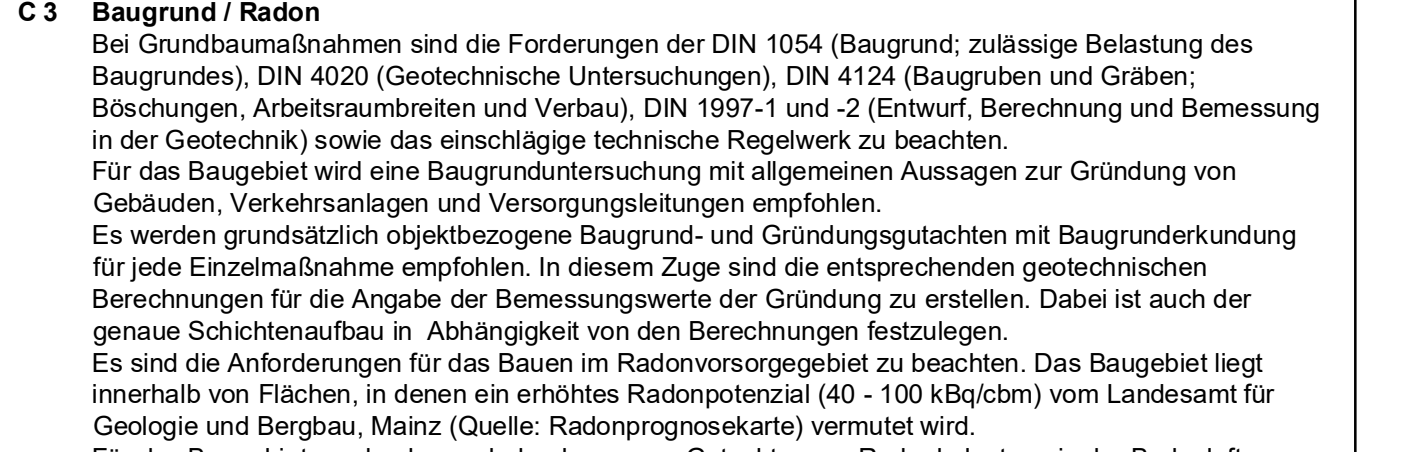 C 3 Baugrund / Radon
Bei Grundbaumaßnahmen sind die Forderungen der DIN 1054 (Baugrund; zulässige Belastung des
Baugrundes), DIN 4020 (Geotechnische Untersuchungen), DIN 4124 (Baugruben und Gräben;
Böschungen, Arbeitsraumbreiten und Verbau), DIN 1997-1 und -2 (Entwurf, Berechnung und Bemessung
in der Geotechnik) sowie das einschlägige technische Regelwerk zu beachten.
Für das Baugebiet wird eine Baugrunduntersuchung mit allgemeinen Aussagen zur Gründung von
Gebäuden, Verkehrsanlagen und Versorgungsleitungen empfohlen.
Es werden grundsätzlich objektbezogene Baugrund- und Gründungsgutachten mit Baugrunderkundung
für jede Einzelmaßnahme empfohlen. In diesem Zuge sind die entsprechenden geotechnischen
Berechnungen für die Angabe der Bemessungswerte der Gründung zu erstellen. Dabei ist auch der
genaue Schichtenaufbau in Abhängigkeit von den Berechnungen festzulegen.
Es sind die Anforderungen für das Bauen im Radonvorsorgegebiet zu beachten. Das Baugebiet liegt
innerhalb von Flächen, in denen ein erhöhtes Radonpotenzial (40 - 100 kBq/cbm) vom Landesamt für
Geologie und Bergbau, Mainz (Quelle: Radonprognosekarte) vermutet wird.